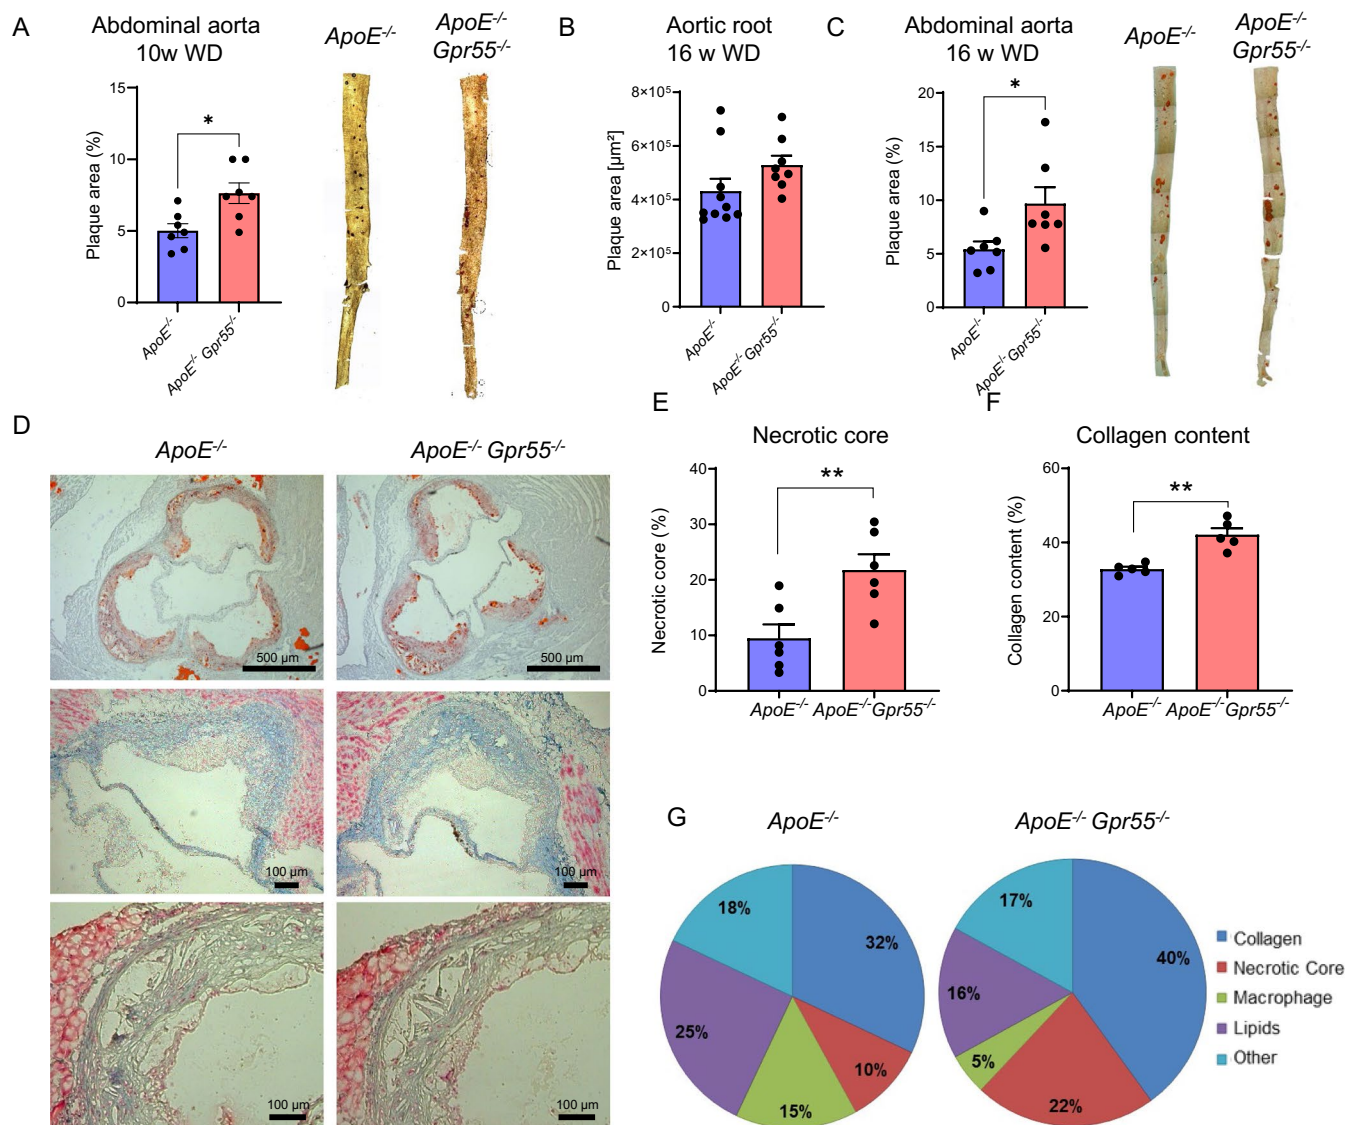 A
Abdominal aorta
10w WD
ApoE-/-
ApoE-/-
Gpr55-/-
Plaque area (%)
15
10
5
0
*
ApoE-/-
ApoE-/- Gpr55-/-
B
Aortic root
16 w WD
Plaque area [µm²]
8×10⁵
6×10⁵
4×10⁵
2×10⁵
0
ApoE-/-
ApoE-/- Gpr55-/-
C
Abdominal aorta
16 w WD
ApoE-/-
ApoE-/-
Gpr55-/-
Plaque area (%)
20
15
10
5
0
*
ApoE-/-
ApoE-/- Gpr55-/-
D
ApoE-/-
ApoE-/- Gpr55-/-
500 µm
500 µm
100 µm
100 µm
100 µm
100 µm
E
Necrotic core
Necrotic core (%)
40
30
20
10
0
**
ApoE-/-
ApoE-/-Gpr55-/-
F
Collagen content
Collagen content (%)
60
40
20
0
**
ApoE-/-
ApoE-/-Gpr55-/-
G
ApoE-/-
ApoE-/- Gpr55-/-
18%
32%
25%
10%
15%
17%
40%
16%
5%
22%
Collagen
Necrotic Core
Macrophage
Lipids
Other